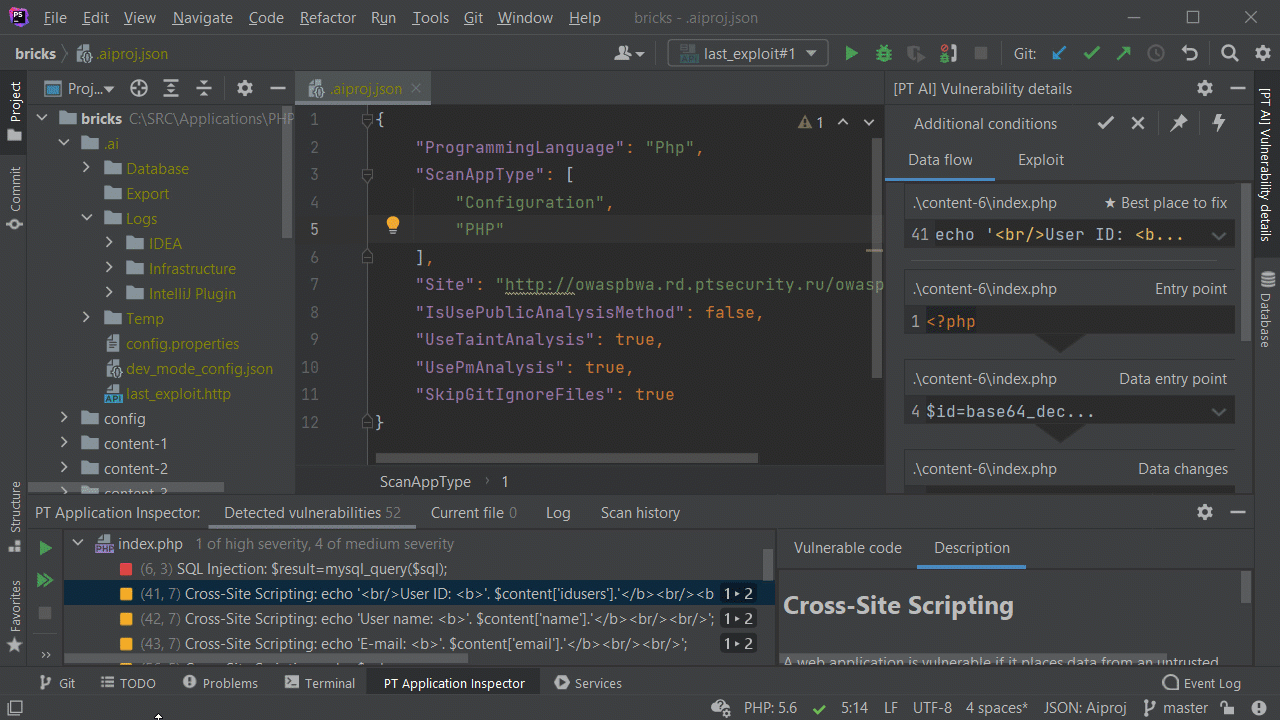 PS File Edit View Navigate Code Refactor Run Tools Git Window Help bricks - .aiproj.json
bricks .aiproj.json last_exploit#1 Git:
Project
Commit
Structure
Favorites
Proj...
bricks C:\SRC\Applications\PHP
.ai
Database
Export
Logs
IDEA
Infrastructure
IntelliJ Plugin
Temp
config.properties
dev_mode_config.json
API last_exploit.http
config
content-1
content-2
content-3
.aiproj.json
1 {
2 "ProgrammingLanguage": "Php",
3 "ScanAppType": [
4 "Configuration",
5 "PHP"
6 ],
7 "Site": "http://owaspbwa.rd.ptsecurity.ru/owasp
8 "IsUsePublicAnalysisMethod": false,
9 "UseTaintAnalysis": true,
10 "UsePmAnalysis": true,
11 "SkipGitIgnoreFiles": true
12 }
1
ScanAppType 1
[PT AI] Vulnerability details
Additional conditions
Data flow Exploit
.\content-6\index.php ★ Best place to fix
41 echo '<br/>User ID: <b...
.\content-6\index.php Entry point
1 <?php
.\content-6\index.php Data entry point
4 $id=base64_dec...
.\content-6\index.php Data changes
[PT AI] Vulnerability details
Database
PT Application Inspector: Detected vulnerabilities 52 Current file 0 Log Scan history
index.php 1 of high severity, 4 of medium severity
(6, 3) SQL Injection: $result=mysql_query($sql);
(41, 7) Cross-Site Scripting: echo '<br/>User ID: <b>'. $content['idusers'].'</b><br/><b 1 ▸ 2
(42, 7) Cross-Site Scripting: echo 'User name: <b>'. $content['name'].'</b><br/><br/>'; 1 ▸ 2
(43, 7) Cross-Site Scripting: echo 'E-mail: <b>'. $content['email'].'</b><br/><br/>'; 1 ▸ 2
Vulnerable code Description
Cross-Site Scripting
A web application is vulnerable if it places data from an untrusted
Git TODO Problems Terminal PT Application Inspector Services Event Log
PHP: 5.6 5:14 LF UTF-8 4 spaces* JSON: Aiproj master